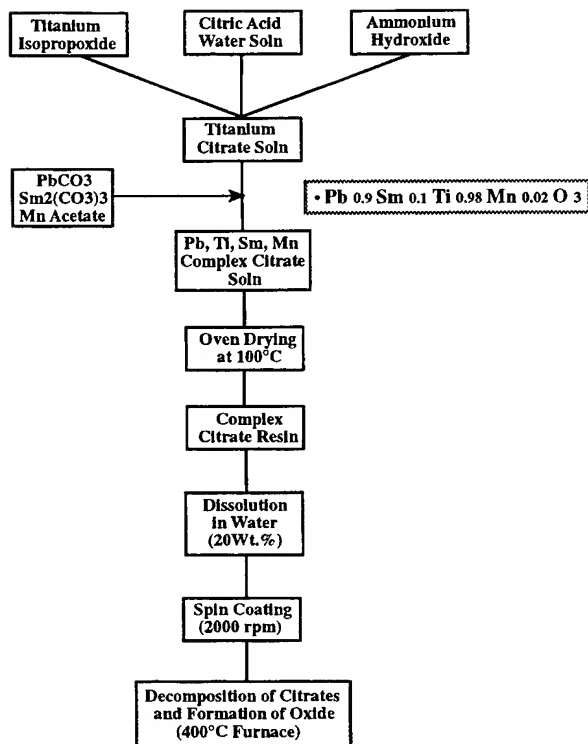 Titanium
Isopropoxide
Citric Acid
Water Soln
Ammonium
Hydroxide
Titanium
Citrate Soln
PbCO3
Sm2(CO3)3
Mn Acetate
• Pb 0.9 Sm 0.1 Ti 0.98 Mn 0.02 O 3
Pb, Ti, Sm, Mn
Complex Citrate
Soln
Oven Drying
at 100°C
Complex
Citrate Resin
Dissolution
in Water
(20Wt.%)
Spin Coating
(2000 rpm)
Decomposition of Citrates
and Formation of Oxide
(400°C Furnace)